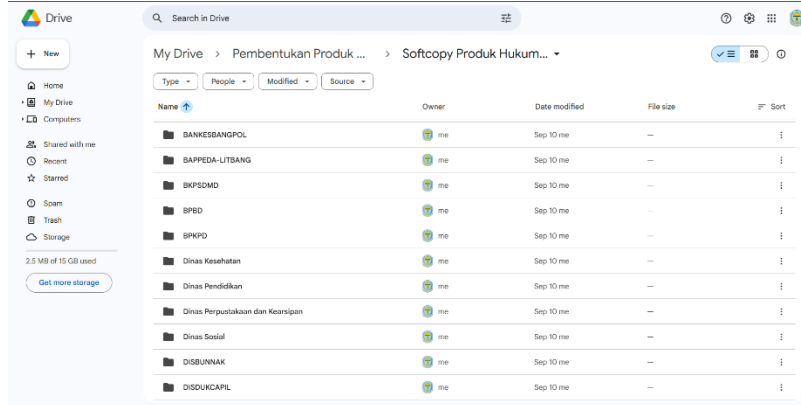 Drive
Search in Drive
New
Home
My Drive
Computers
Shared with me
Recent
Starred
Spam
Trash
Storage
2.5 MB of 15 GB used
Get more storage
My Drive > Pembentukan Produk ... > Softcopy Produk Hukum...
Type People Modified Source
Name Owner Date modified File size Sort
BANKESBANGPOL me Sep 10 me —
BAPPEDA-LITBANG me Sep 10 me —
BKPSDMD me Sep 10 me —
BPBD me Sep 10 me —
BPKPD me Sep 10 me —
Dinas Kesehatan me Sep 10 me —
Dinas Pendidikan me Sep 10 me —
Dinas Perpustakaan dan Kearsipan me Sep 10 me —
Dinas Sosial me Sep 10 me —
DISBUNNAK me Sep 10 me —
DISDUKCAPIL me Sep 10 me —